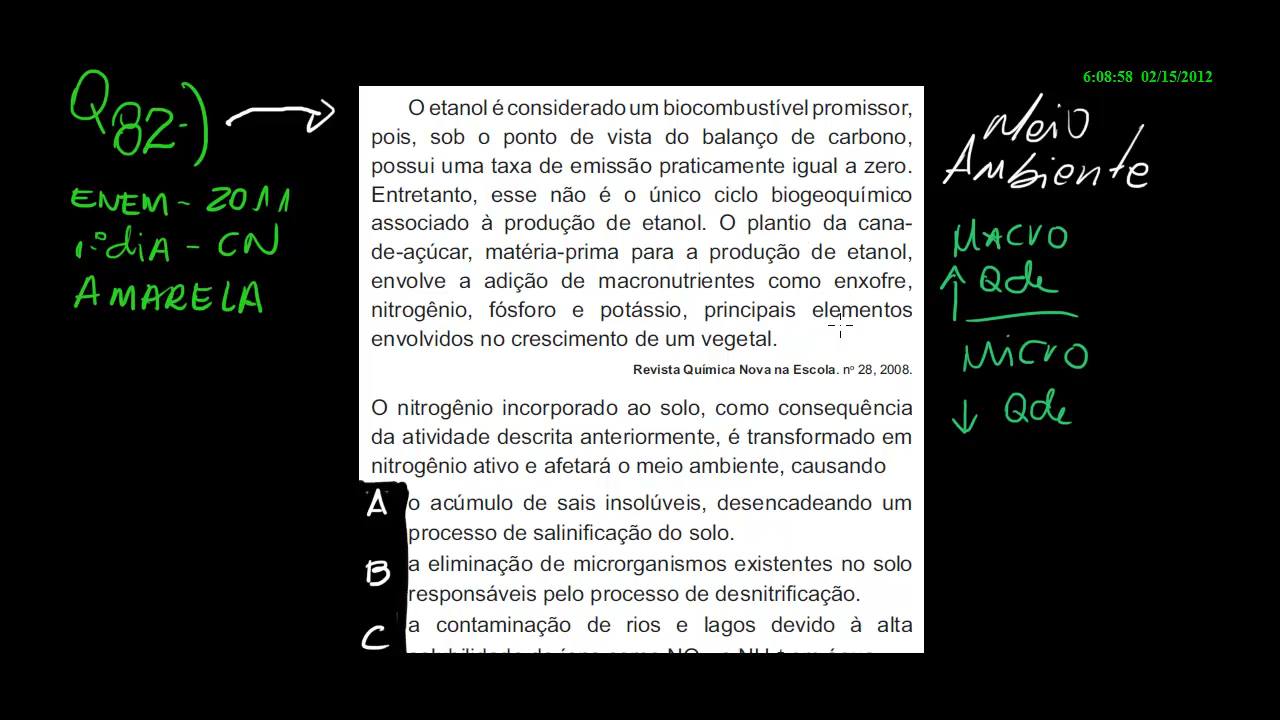 Q82-)
ENEM - 2011
1º diA - CN
AMARELA
O etanol é considerado um biocombustível promissor,
pois, sob o ponto de vista do balanço de carbono,
possui uma taxa de emissão praticamente igual a zero.
Entretanto, esse não é o único ciclo biogeoquímico
associado à produção de etanol. O plantio da cana-
de-açúcar, matéria-prima para a produção de etanol,
envolve a adição de macronutrientes como enxofre,
nitrogênio, fósforo e potássio, principais elementos
envolvidos no crescimento de um vegetal.
Revista Química Nova na Escola. nº 28, 2008.
O nitrogênio incorporado ao solo, como consequência
da atividade descrita anteriormente, é transformado em
nitrogênio ativo e afetará o meio ambiente, causando
A o acúmulo de sais insolúveis, desencadeando um
processo de salinificação do solo.
B a eliminação de microrganismos existentes no solo
responsáveis pelo processo de desnitrificação.
C a contaminação de rios e lagos devido à alta
6:08:58 02/15/2012
Meio
Ambiente
MACRO
↑ Qde
MiCRO
↓ Qde